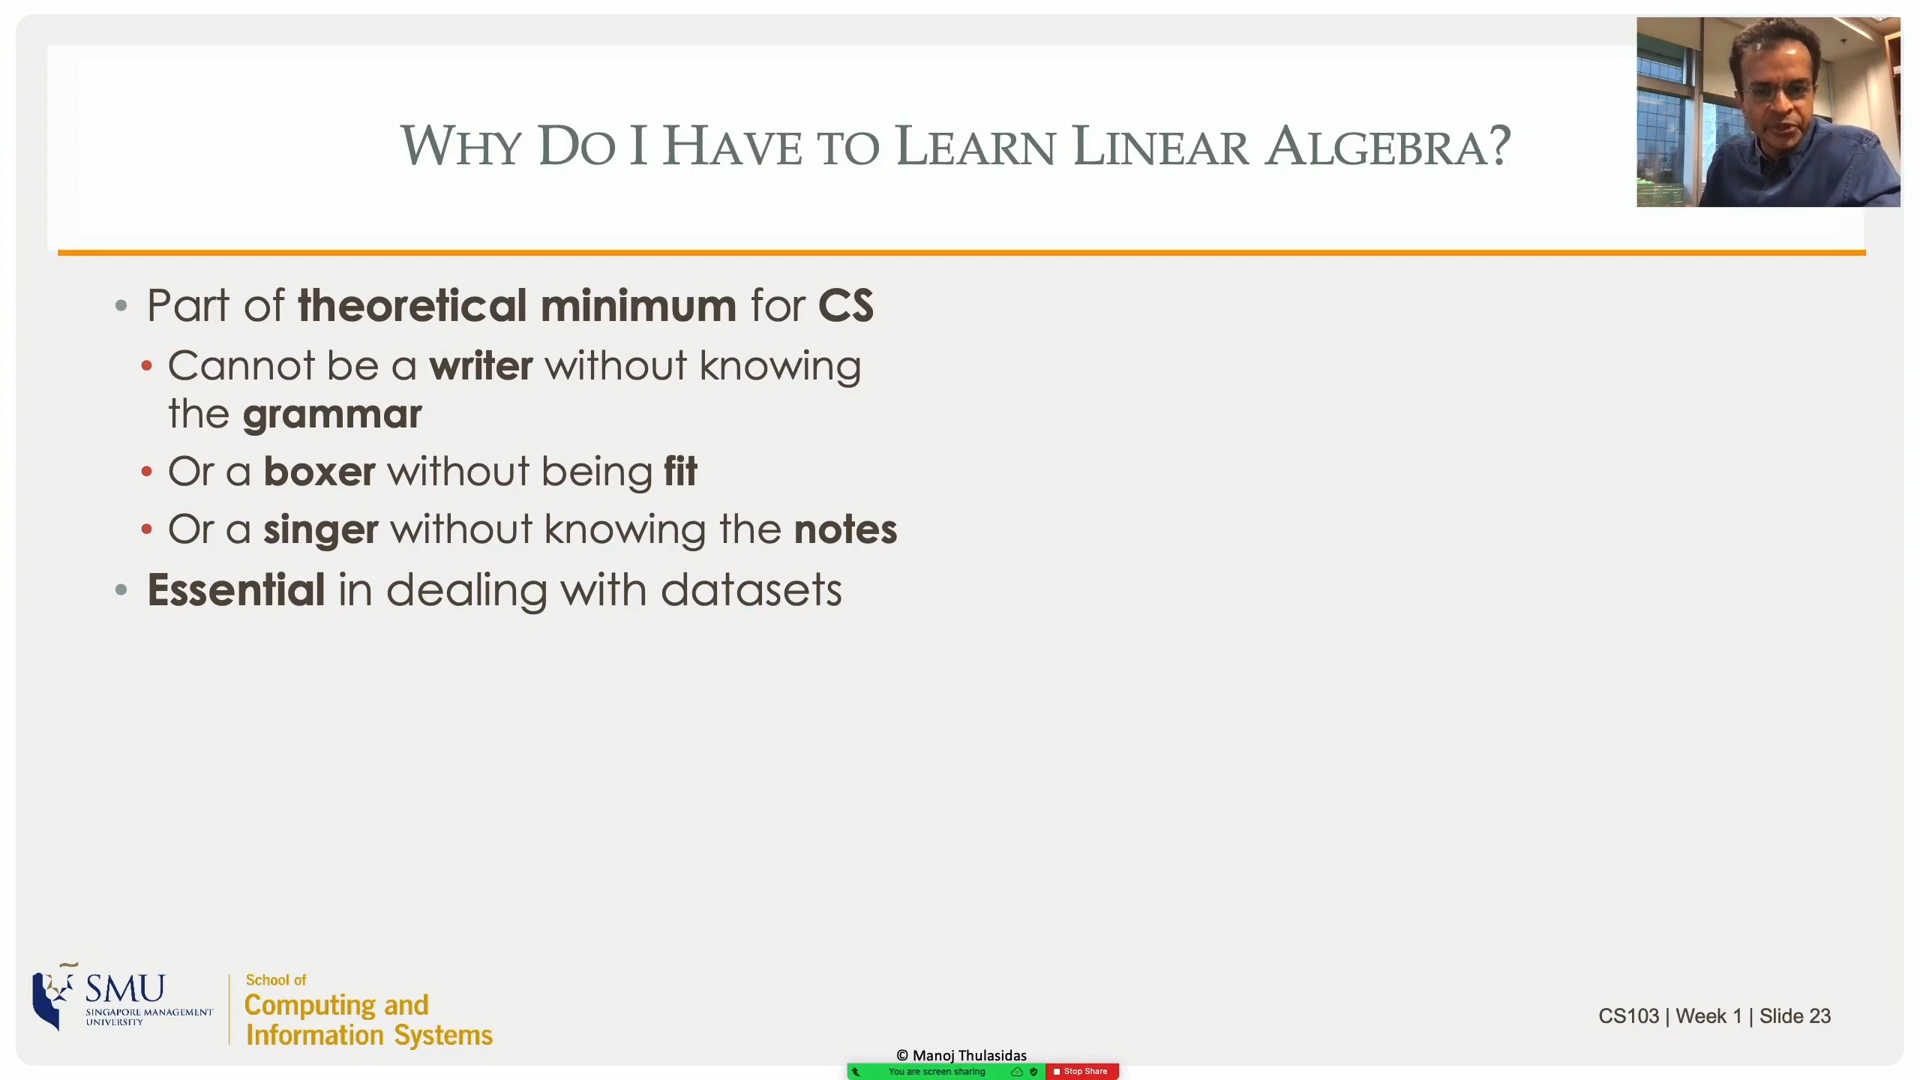 WHY DO I HAVE TO LEARN LINEAR ALGEBRA?
• Part of theoretical minimum for CS
• Cannot be a writer without knowing
the grammar
• Or a boxer without being fit
• Or a singer without knowing the notes
• Essential in dealing with datasets
SMU
SINGAPORE MANAGEMENT
UNIVERSITY
School of
Computing and
Information Systems
CS103 | Week 1 | Slide 23
© Manoj Thulasidas
You are screen sharing
Stop Share